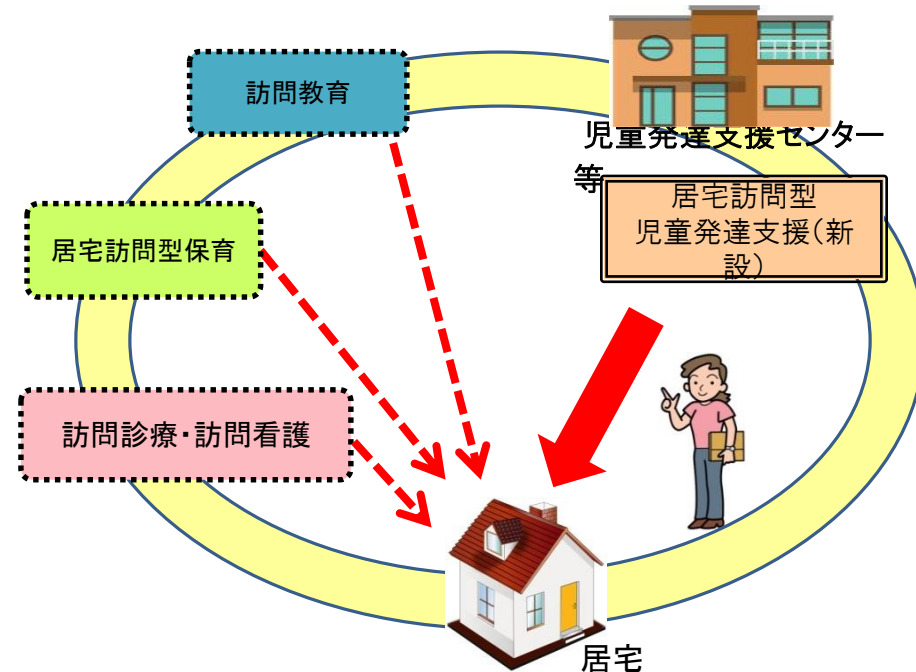 訪問教育
児童発達支援センター
等
居宅訪問型
児童発達支援（新
設）
居宅訪問型保育
訪問診療・訪問看護
居宅